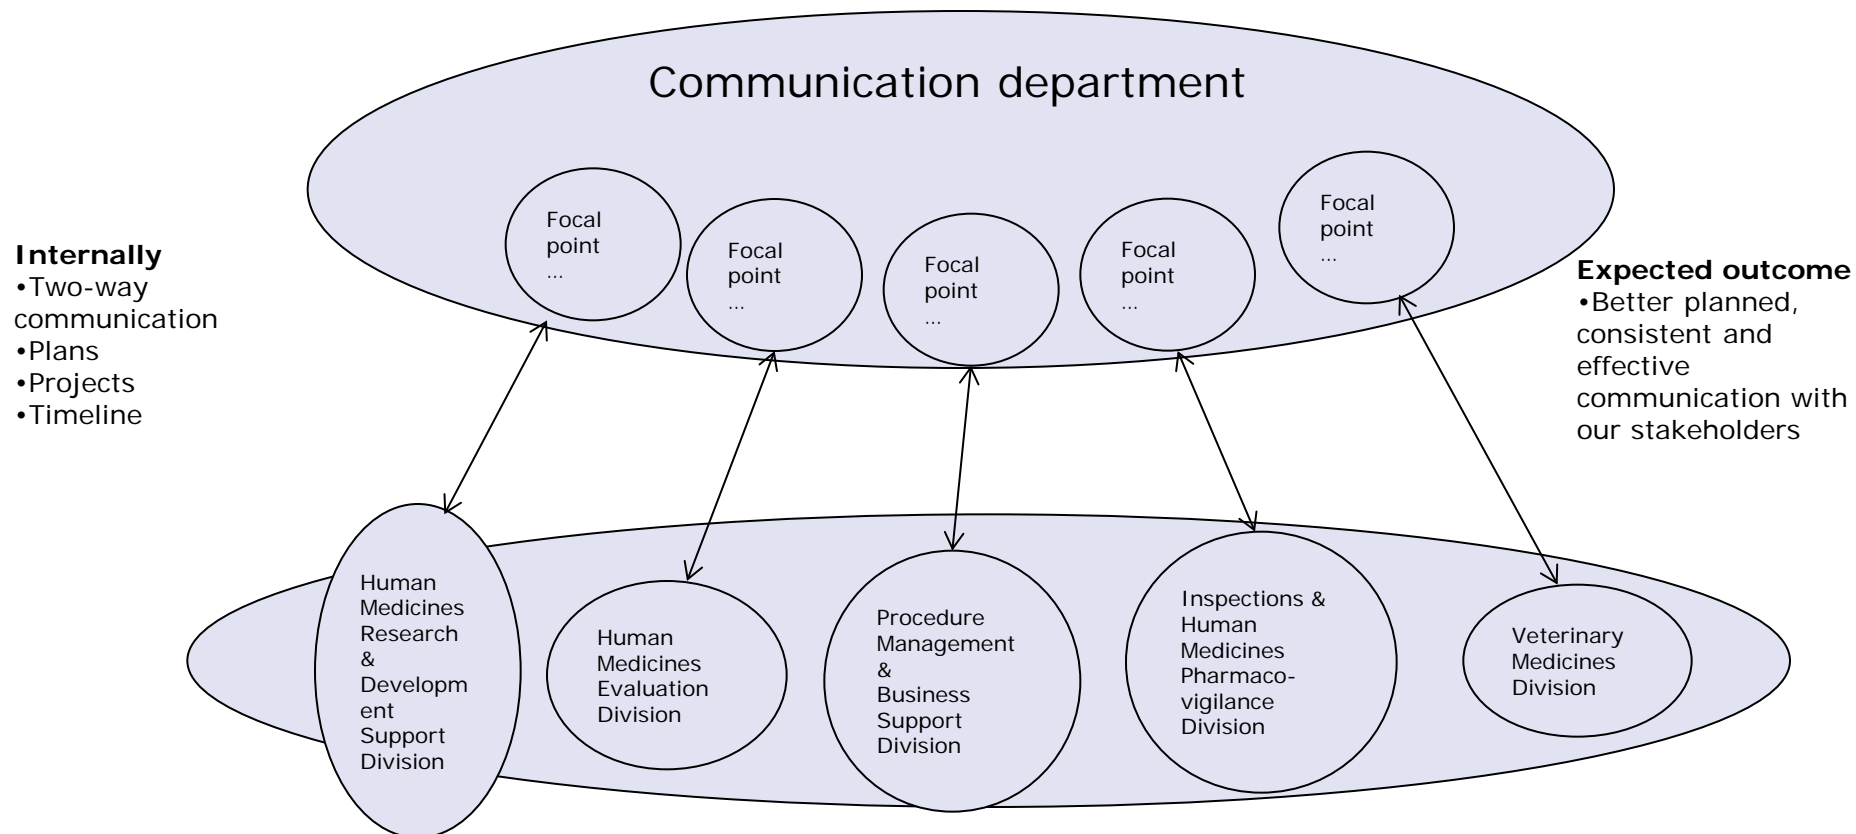 Communication department
Focal
point
...
Focal
point
...
Focal
point
...
Focal
point
...
Focal
point
...
Internally
•Two-way
communication
•Plans
•Projects
•Timeline
Expected outcome
•Better planned,
consistent and
effective
communication with
our stakeholders
Human
Medicines
Research
&
Developm
ent
Support
Division
Human
Medicines
Evaluation
Division
Procedure
Management
&
Business
Support
Division
Inspections &
Human
Medicines
Pharmaco-
vigilance
Division
Veterinary
Medicines
Division